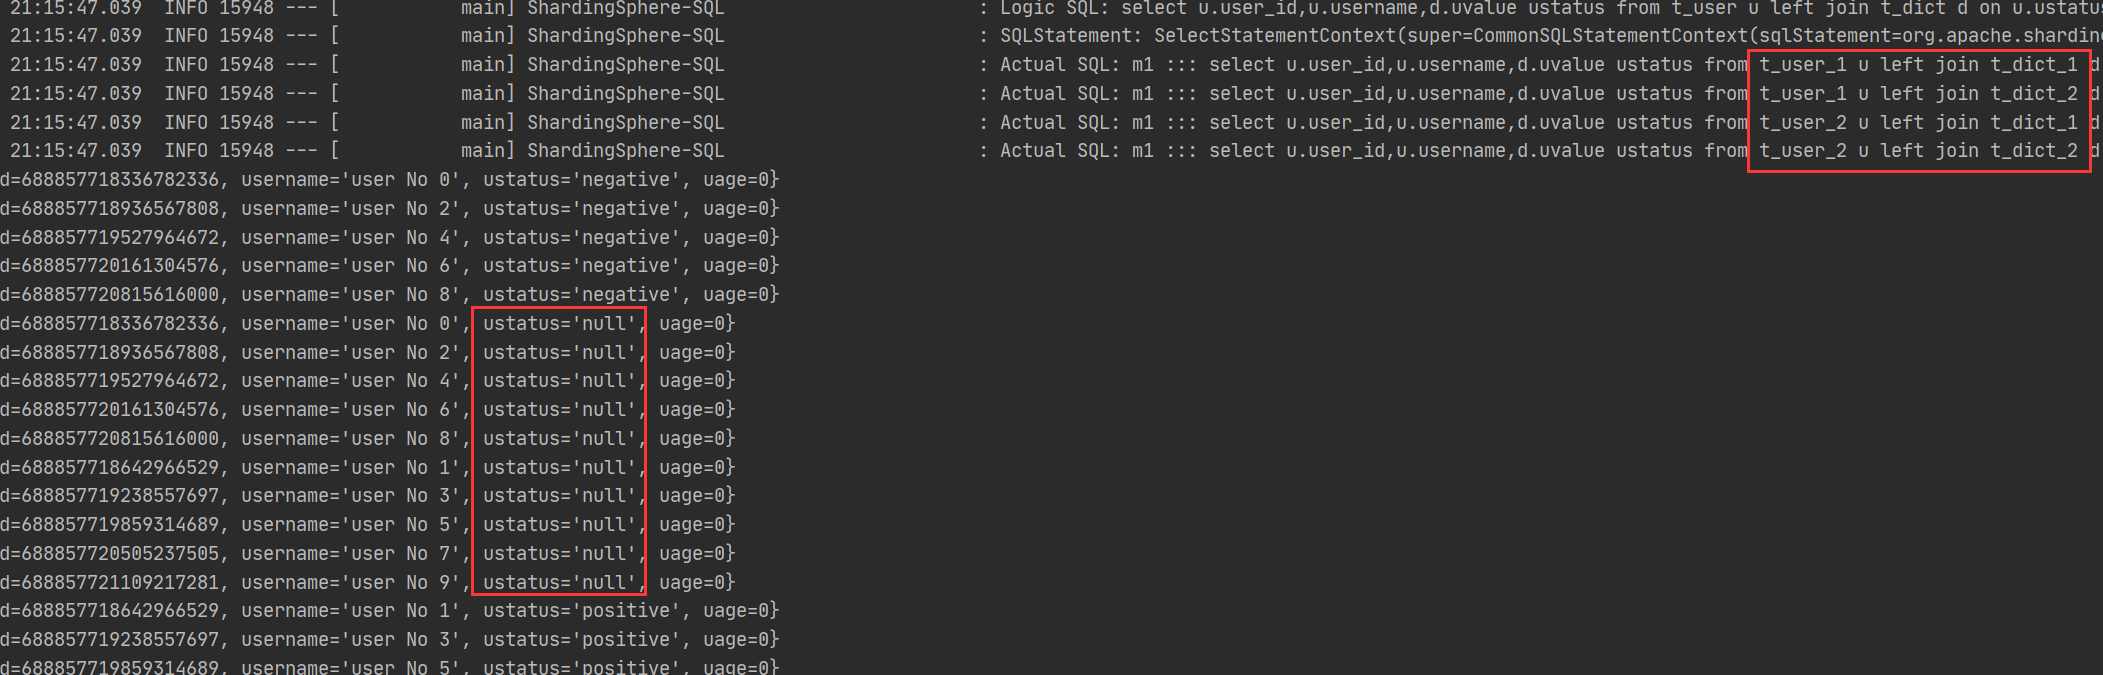 21:15:47.039  INFO 15948 --- [           main] ShardingSphere-SQL                       : Logic SQL: select u.user_id,u.username,d.uvalue ustatus from t_user u left join t_dict d on u.ustatus
21:15:47.039  INFO 15948 --- [           main] ShardingSphere-SQL                       : SQLStatement: SelectStatementContext(super=CommonSQLStatementContext(sqlStatement=org.apache.sharding
21:15:47.039  INFO 15948 --- [           main] ShardingSphere-SQL                       : Actual SQL: m1 ::: select u.user_id,u.username,d.uvalue ustatus from t_user_1 u left join t_dict_1 d
21:15:47.039  INFO 15948 --- [           main] ShardingSphere-SQL                       : Actual SQL: m1 ::: select u.user_id,u.username,d.uvalue ustatus from t_user_1 u left join t_dict_2 d
21:15:47.039  INFO 15948 --- [           main] ShardingSphere-SQL                       : Actual SQL: m1 ::: select u.user_id,u.username,d.uvalue ustatus from t_user_2 u left join t_dict_1 d
21:15:47.039  INFO 15948 --- [           main] ShardingSphere-SQL                       : Actual SQL: m1 ::: select u.user_id,u.username,d.uvalue ustatus from t_user_2 u left join t_dict_2 d
d=688857718336782336, username='user No 0', ustatus='negative', uage=0}
d=688857718936567808, username='user No 2', ustatus='negative', uage=0}
d=688857719527964672, username='user No 4', ustatus='negative', uage=0}
d=688857720161304576, username='user No 6', ustatus='negative', uage=0}
d=688857720815616000, username='user No 8', ustatus='negative', uage=0}
d=688857718336782336, username='user No 0', ustatus='null', uage=0}
d=688857718936567808, username='user No 2', ustatus='null', uage=0}
d=688857719527964672, username='user No 4', ustatus='null', uage=0}
d=688857720161304576, username='user No 6', ustatus='null', uage=0}
d=688857720815616000, username='user No 8', ustatus='null', uage=0}
d=688857718642966529, username='user No 1', ustatus='null', uage=0}
d=688857719238557697, username='user No 3', ustatus='null', uage=0}
d=688857719859314689, username='user No 5', ustatus='null', uage=0}
d=688857720505237505, username='user No 7', ustatus='null', uage=0}
d=688857721109217281, username='user No 9', ustatus='null', uage=0}
d=688857718642966529, username='user No 1', ustatus='positive', uage=0}
d=688857719238557697, username='user No 3', ustatus='positive', uage=0}
d=688857719859314689, username='user No 5', ustatus='positive', uage=0}